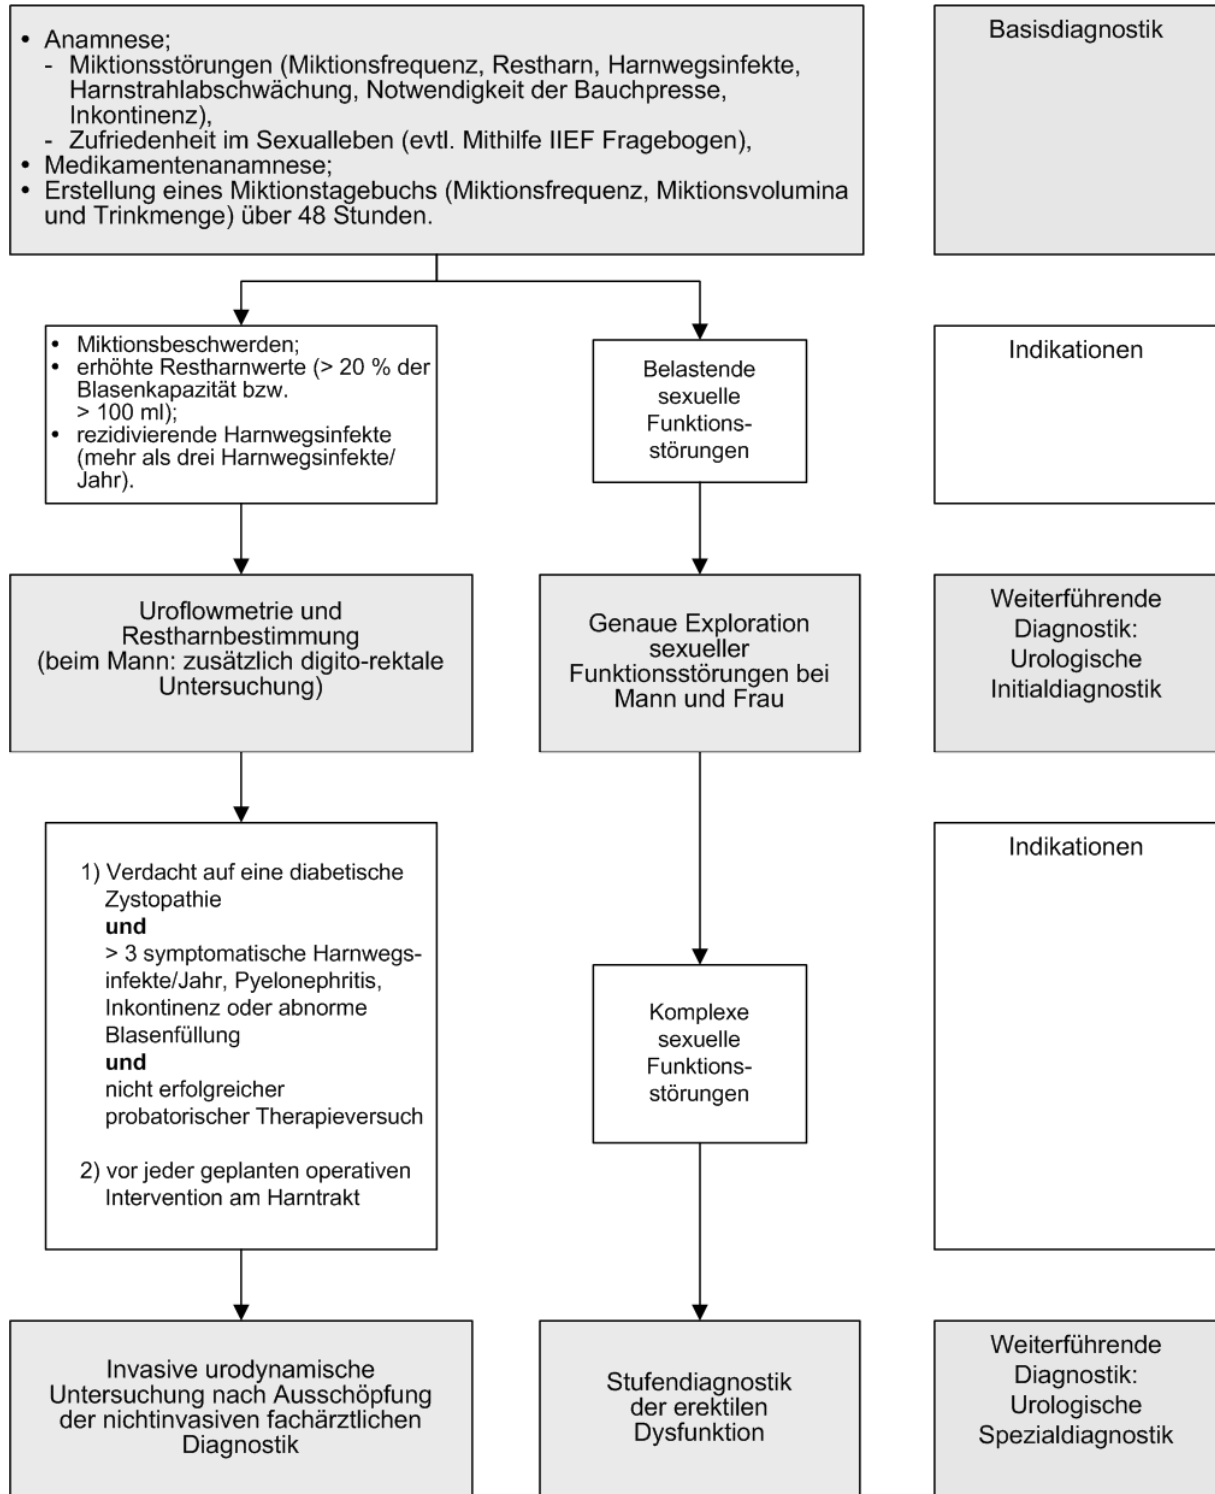 • Anamnese;
- Miktionsstörungen (Miktionsfrequenz, Restharn, Harnwegsinfekte,
Harnstrahlabschwächung, Notwendigkeit der Bauchpresse,
Inkontinenz),
- Zufriedenheit im Sexualleben (evtl. Mithilfe IIEF Fragebogen),
• Medikamentenanamnese;
• Erstellung eines Miktionstagebuchs (Miktionsfrequenz, Miktionsvolumina
und Trinkmenge) über 48 Stunden.
Basisdiagnostik
• Miktionsbeschwerden;
• erhöhte Restharnwerte (> 20 % der
Blasenkapazität bzw.
> 100 ml);
• rezidivierende Harnwegsinfekte
(mehr als drei Harnwegsinfekte/
Jahr).
Belastende
sexuelle
Funktions-
störungen
Indikationen
Uroflowmetrie und
Restharnbestimmung
(beim Mann: zusätzlich digito-rektale
Untersuchung)
Genaue Exploration
sexueller
Funktionsstörungen bei
Mann und Frau
Weiterführende
Diagnostik:
Urologische
Initialdiagnostik
1) Verdacht auf eine diabetische
Zystopathie
und
> 3 symptomatische Harnwegs-
infekte/Jahr, Pyelonephritis,
Inkontinenz oder abnorme
Blasenfüllung
und
nicht erfolgreicher
probatorischer Therapieversuch
2) vor jeder geplanten operativen
Intervention am Harntrakt
Komplexe
sexuelle
Funktions-
störungen
Indikationen
Invasive urodynamische
Untersuchung nach Ausschöpfung
der nichtinvasiven fachärztlichen
Diagnostik
Stufendiagnostik
der erektilen
Dysfunktion
Weiterführende
Diagnostik:
Urologische
Spezialdiagnostik